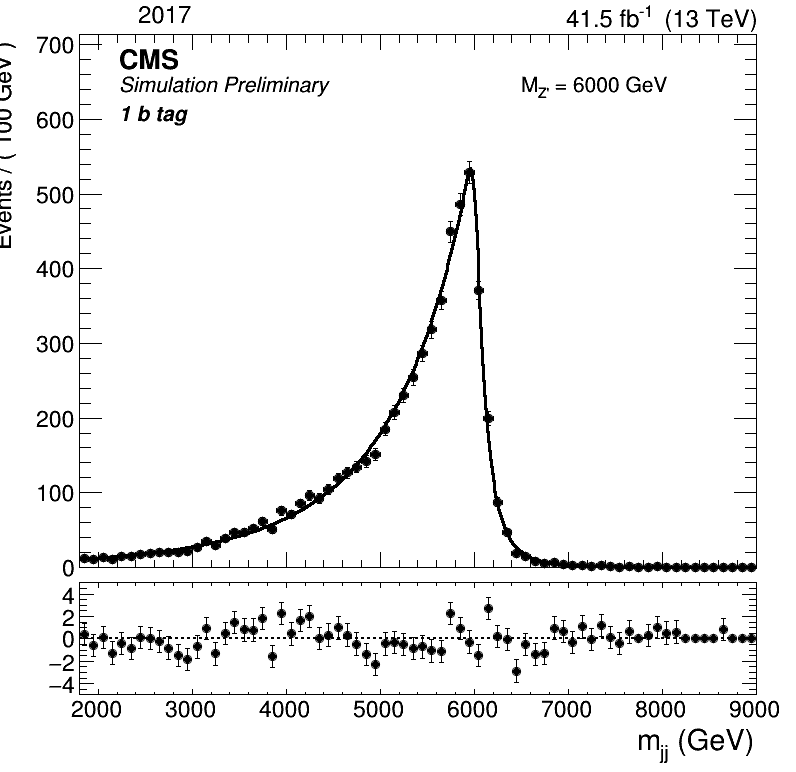 2017 41.5 fb⁻¹ (13 TeV)
CMS
Simulation Preliminary
1 b tag
M_Z' = 6000 GeV
Events / ( 100 GeV )
700
600
500
400
300
200
100
0
4
2
0
−2
−4
2000 3000 4000 5000 6000 7000 8000 9000
m_jj (GeV)